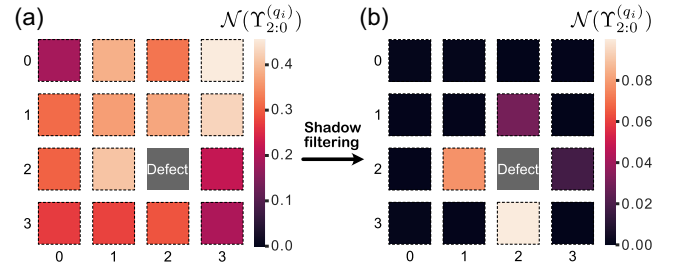 (a)
𝒩(Υ_{2:0}^{(q_i)})
0
1
2
3
Defect
0 1 2 3
0.4
0.3
0.2
0.1
0.0
Shadow
filtering
(b)
𝒩(Υ_{2:0}^{(q_i)})
0
1
2
3
Defect
0 1 2 3
0.08
0.06
0.04
0.02
0.00